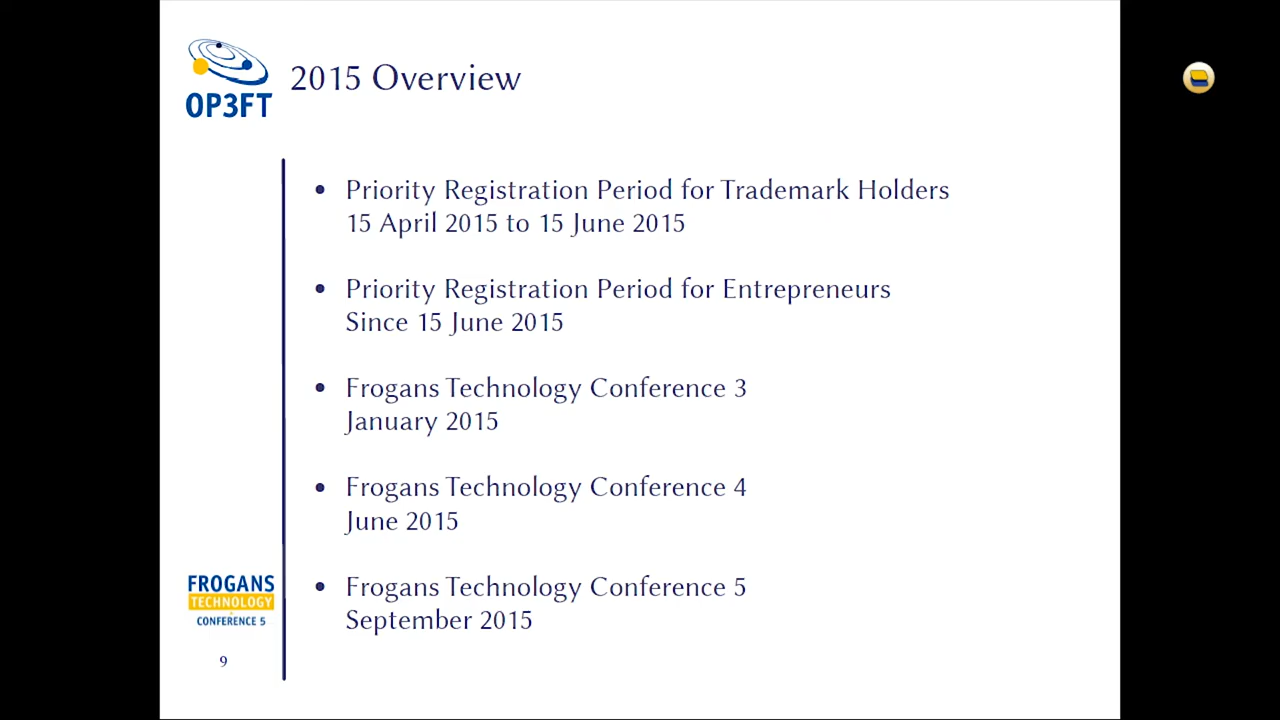 OP3FT
2015 Overview
• Priority Registration Period for Trademark Holders
15 April 2015 to 15 June 2015
• Priority Registration Period for Entrepreneurs
Since 15 June 2015
• Frogans Technology Conference 3
January 2015
• Frogans Technology Conference 4
June 2015
• Frogans Technology Conference 5
September 2015
FROGANS
TECHNOLOGY
CONFERENCE 5
9